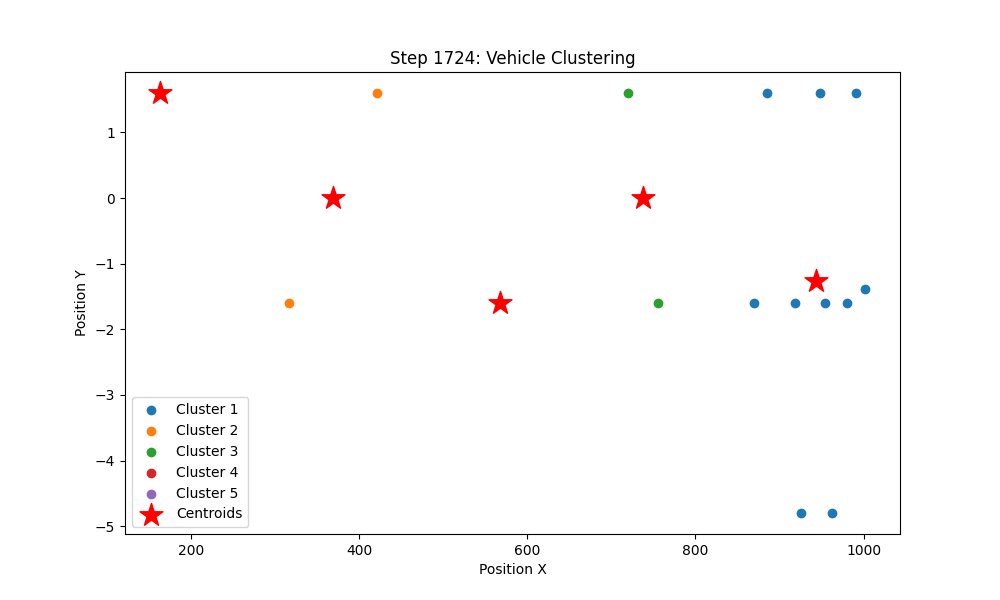 Step 1724: Vehicle Clustering
Position Y
1
0
−1
−2
−3
−4
−5
Cluster 1
Cluster 2
Cluster 3
Cluster 4
Cluster 5
Centroids
200
400
600
800
1000
Position X